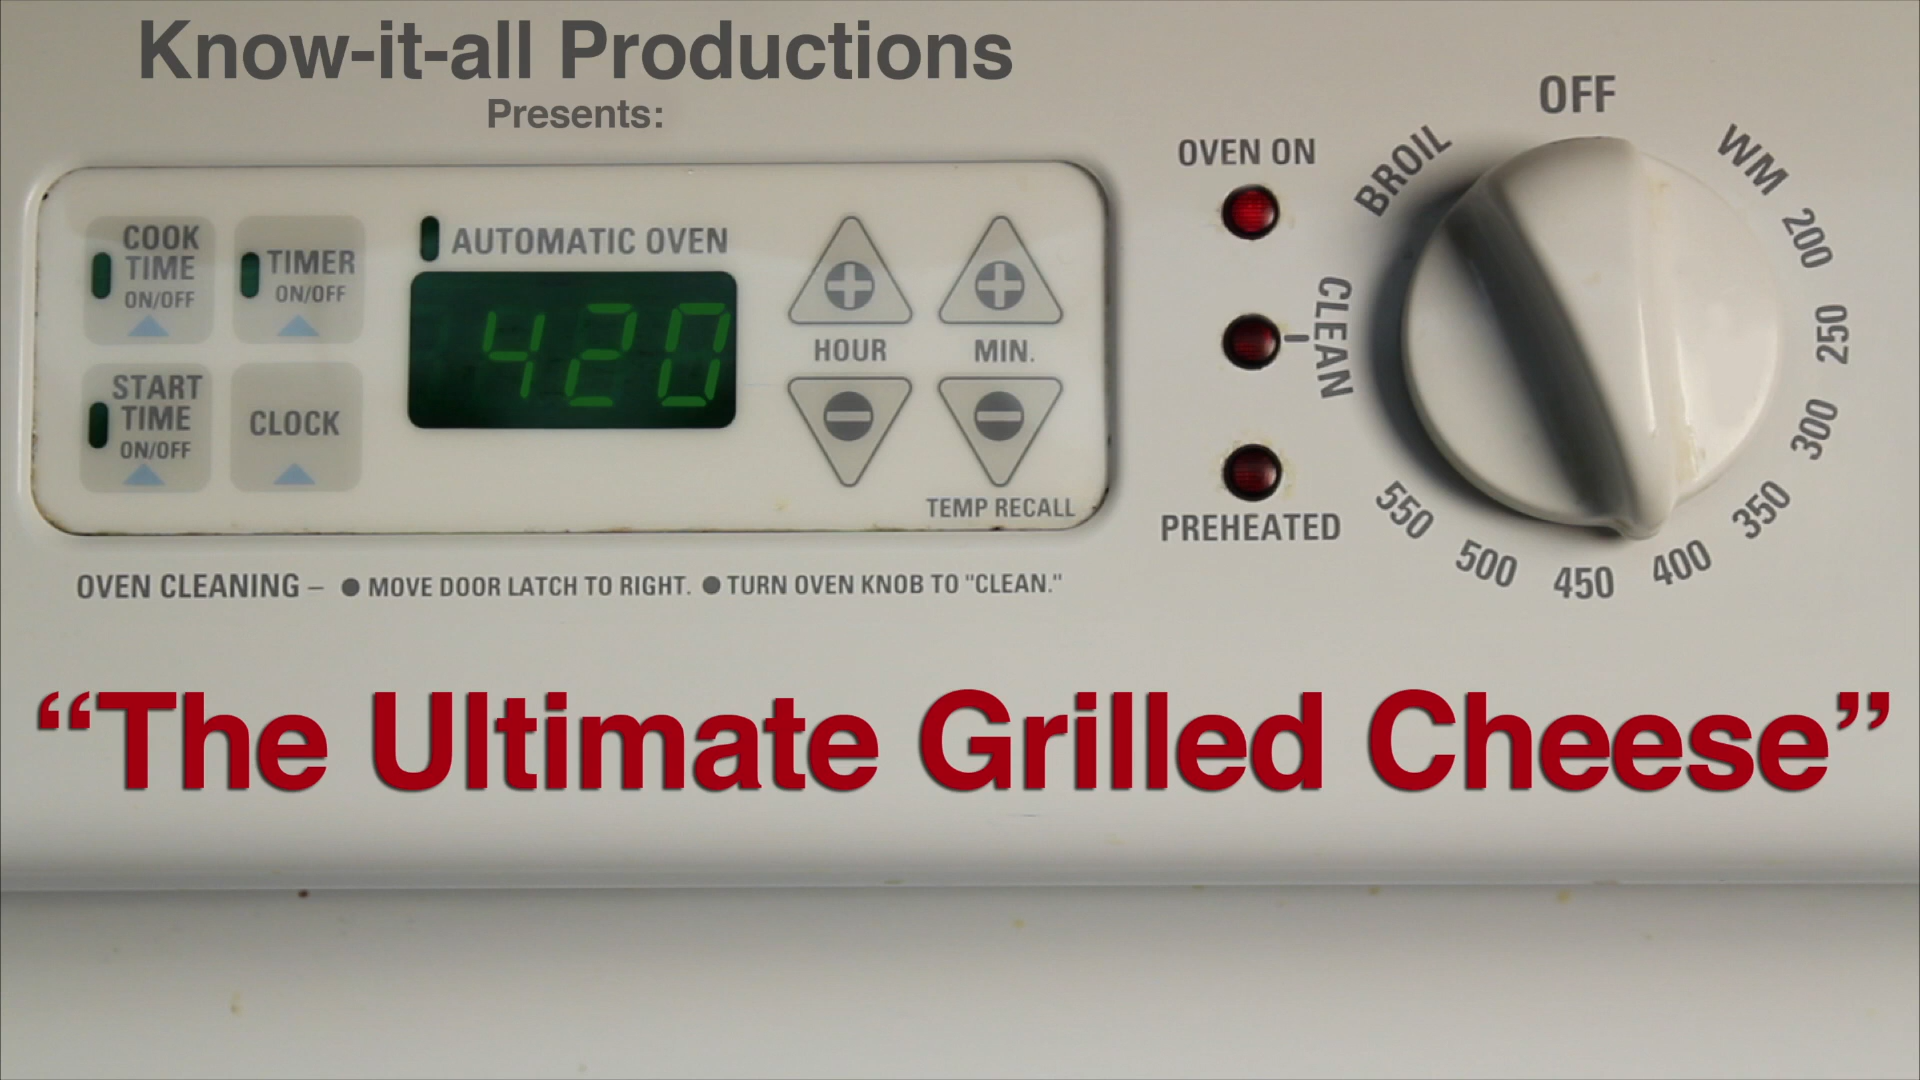 Know-it-all Productions
Presents:
COOK
TIME
ON/OFF
TIMER
ON/OFF
START
TIME
ON/OFF
CLOCK
AUTOMATIC OVEN
420
HOUR
MIN.
TEMP RECALL
OVEN ON
CLEAN
PREHEATED
OFF
BROIL
WM
200
250
300
350
400
450
500
550
OVEN CLEANING – ● MOVE DOOR LATCH TO RIGHT. ● TURN OVEN KNOB TO "CLEAN."
“The Ultimate Grilled Cheese”